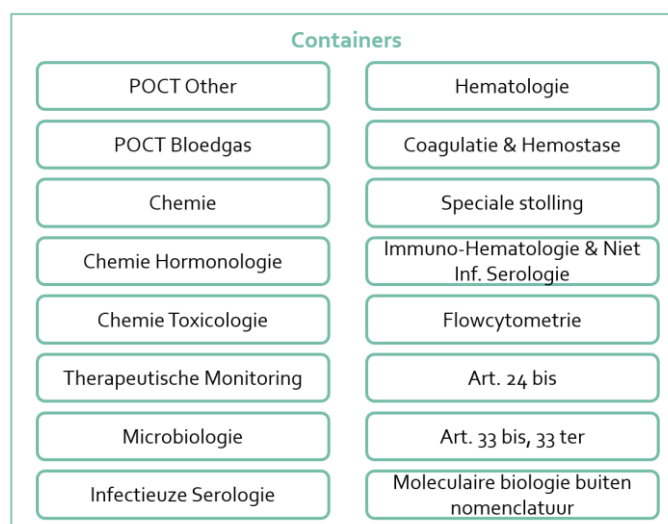 Containers
POCT Other
Hematologie
POCT Bloedgas
Coagulatie & Hemostase
Chemie
Speciale stolling
Chemie Hormonologie
Immuno-Hematologie & Niet
Inf. Serologie
Chemie Toxicologie
Flowcytometrie
Therapeutische Monitoring
Art. 24 bis
Microbiologie
Art. 33 bis, 33 ter
Infectieuze Serologie
Moleculaire biologie buiten
nomenclatuur